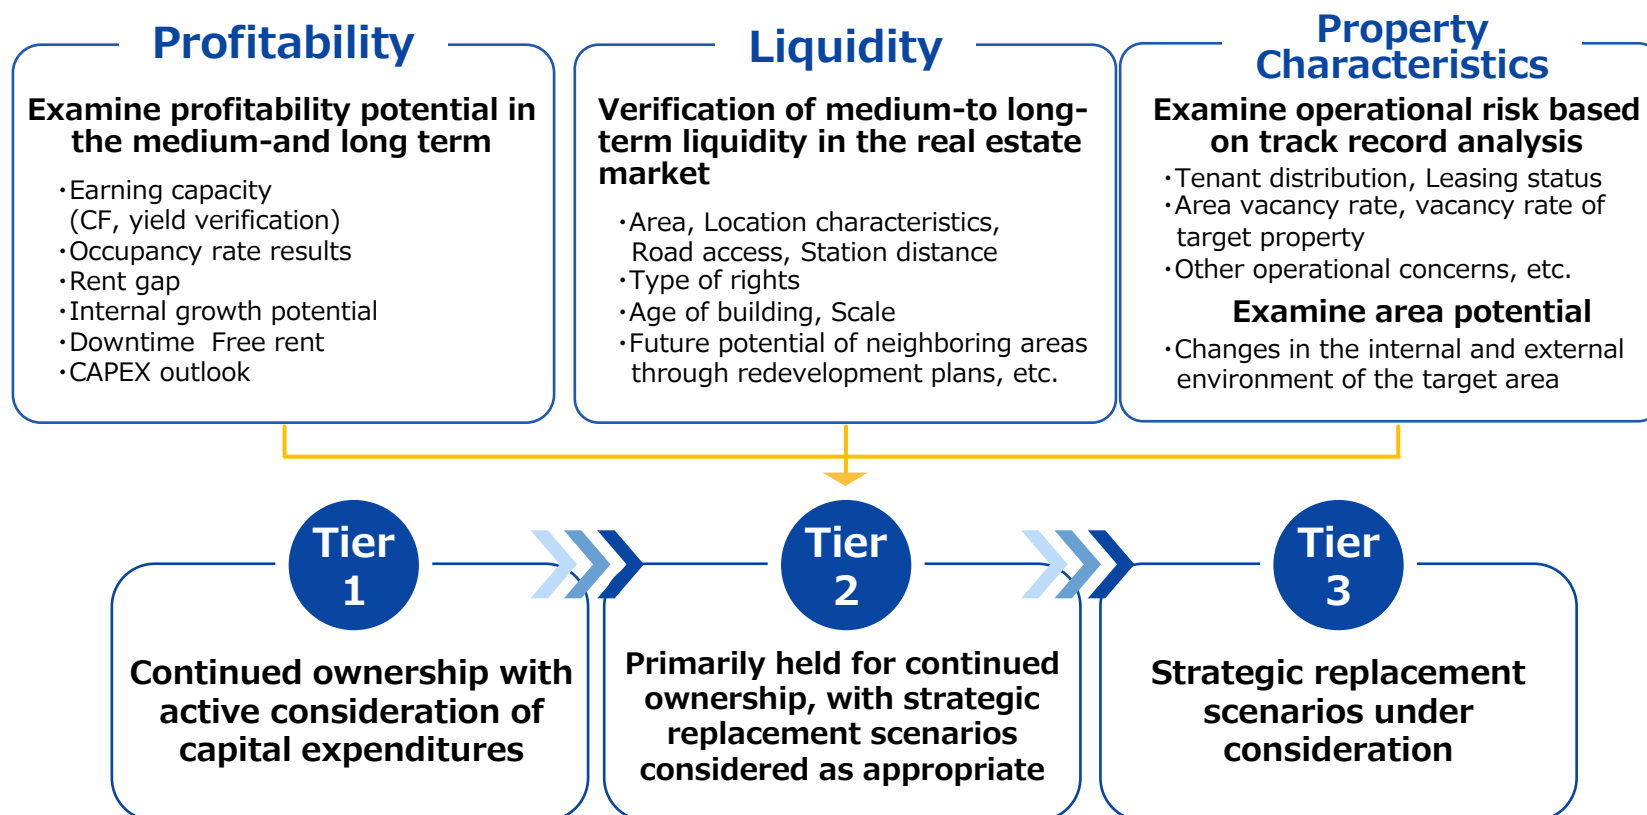 Profitability
Examine profitability potential in
the medium-and long term
・Earning capacity
(CF, yield verification)
・Occupancy rate results
・Rent gap
・Internal growth potential
・Downtime  Free rent
・CAPEX outlook
Liquidity
Verification of medium-to long-
term liquidity in the real estate
market
・Area, Location characteristics,
Road access, Station distance
・Type of rights
・Age of building, Scale
・Future potential of neighboring areas
through redevelopment plans, etc.
Property
Characteristics
Examine operational risk based
on track record analysis
・Tenant distribution, Leasing status
・Area vacancy rate, vacancy rate of
target property
・Other operational concerns, etc.
Examine area potential
・Changes in the internal and external
environment of the target area
Tier
1
Continued ownership with
active consideration of
capital expenditures
Tier
2
Primarily held for continued
ownership, with strategic
replacement scenarios
considered as appropriate
Tier
3
Strategic replacement
scenarios under
consideration